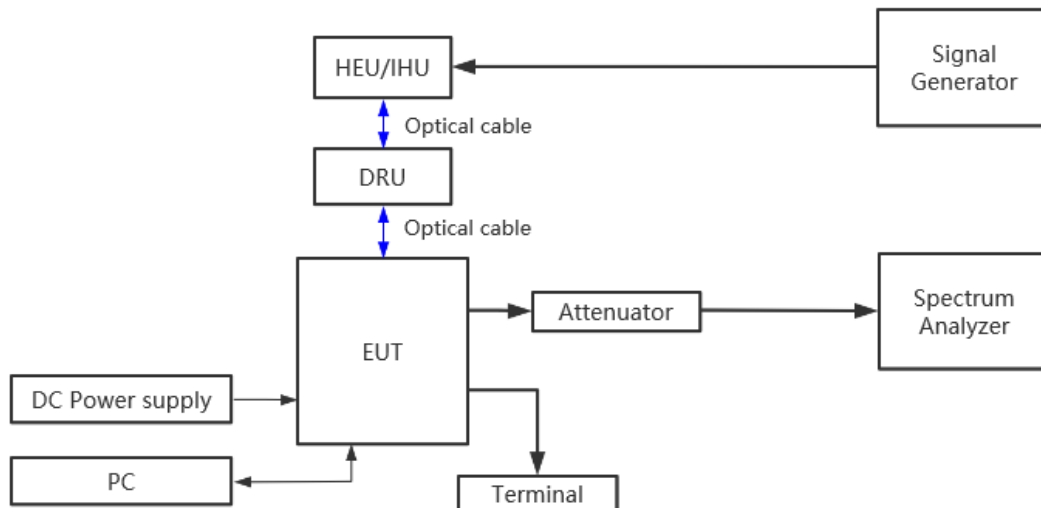 HEU/IHU
Signal
Generator
Optical cable
DRU
Optical cable
EUT
Attenuator
Spectrum
Analyzer
DC Power supply
PC
Terminal